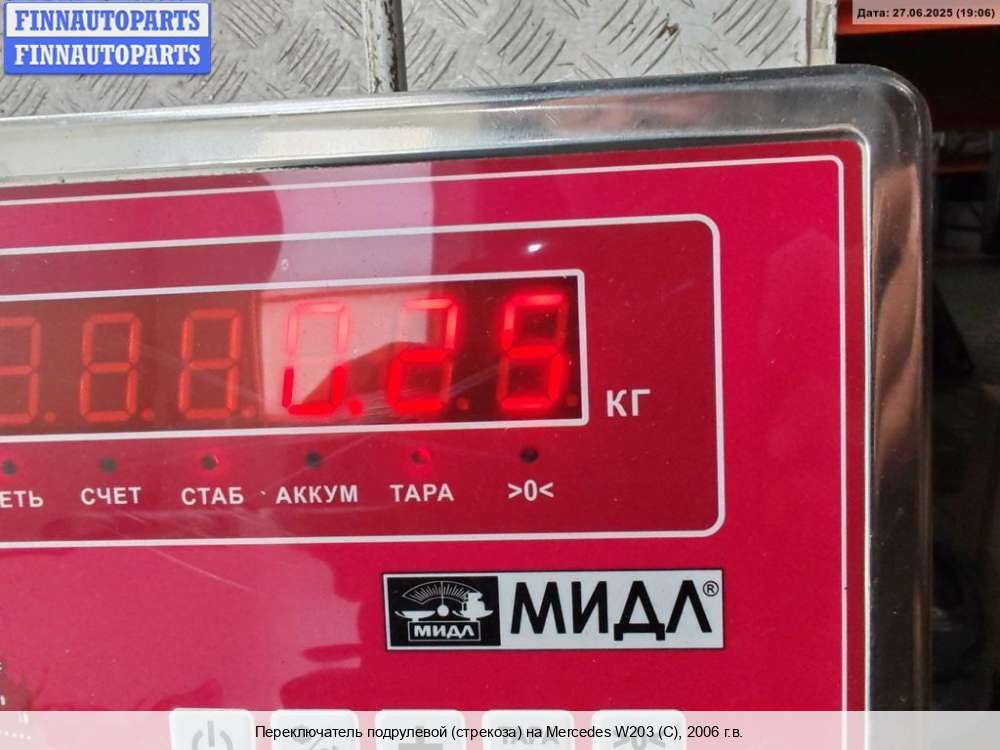 FINNAUTOPARTS
FINNAUTOPARTS
Дата: 27.06.2025 (19:06)
0.25
КГ
СЧЕТ СТАБ АККУМ ТАРА >0<
МИДЛ МИДЛ®
ТАРА
Переключатель подрулевой (стрекоза) на Mercedes W203 (C), 2006 г.в.